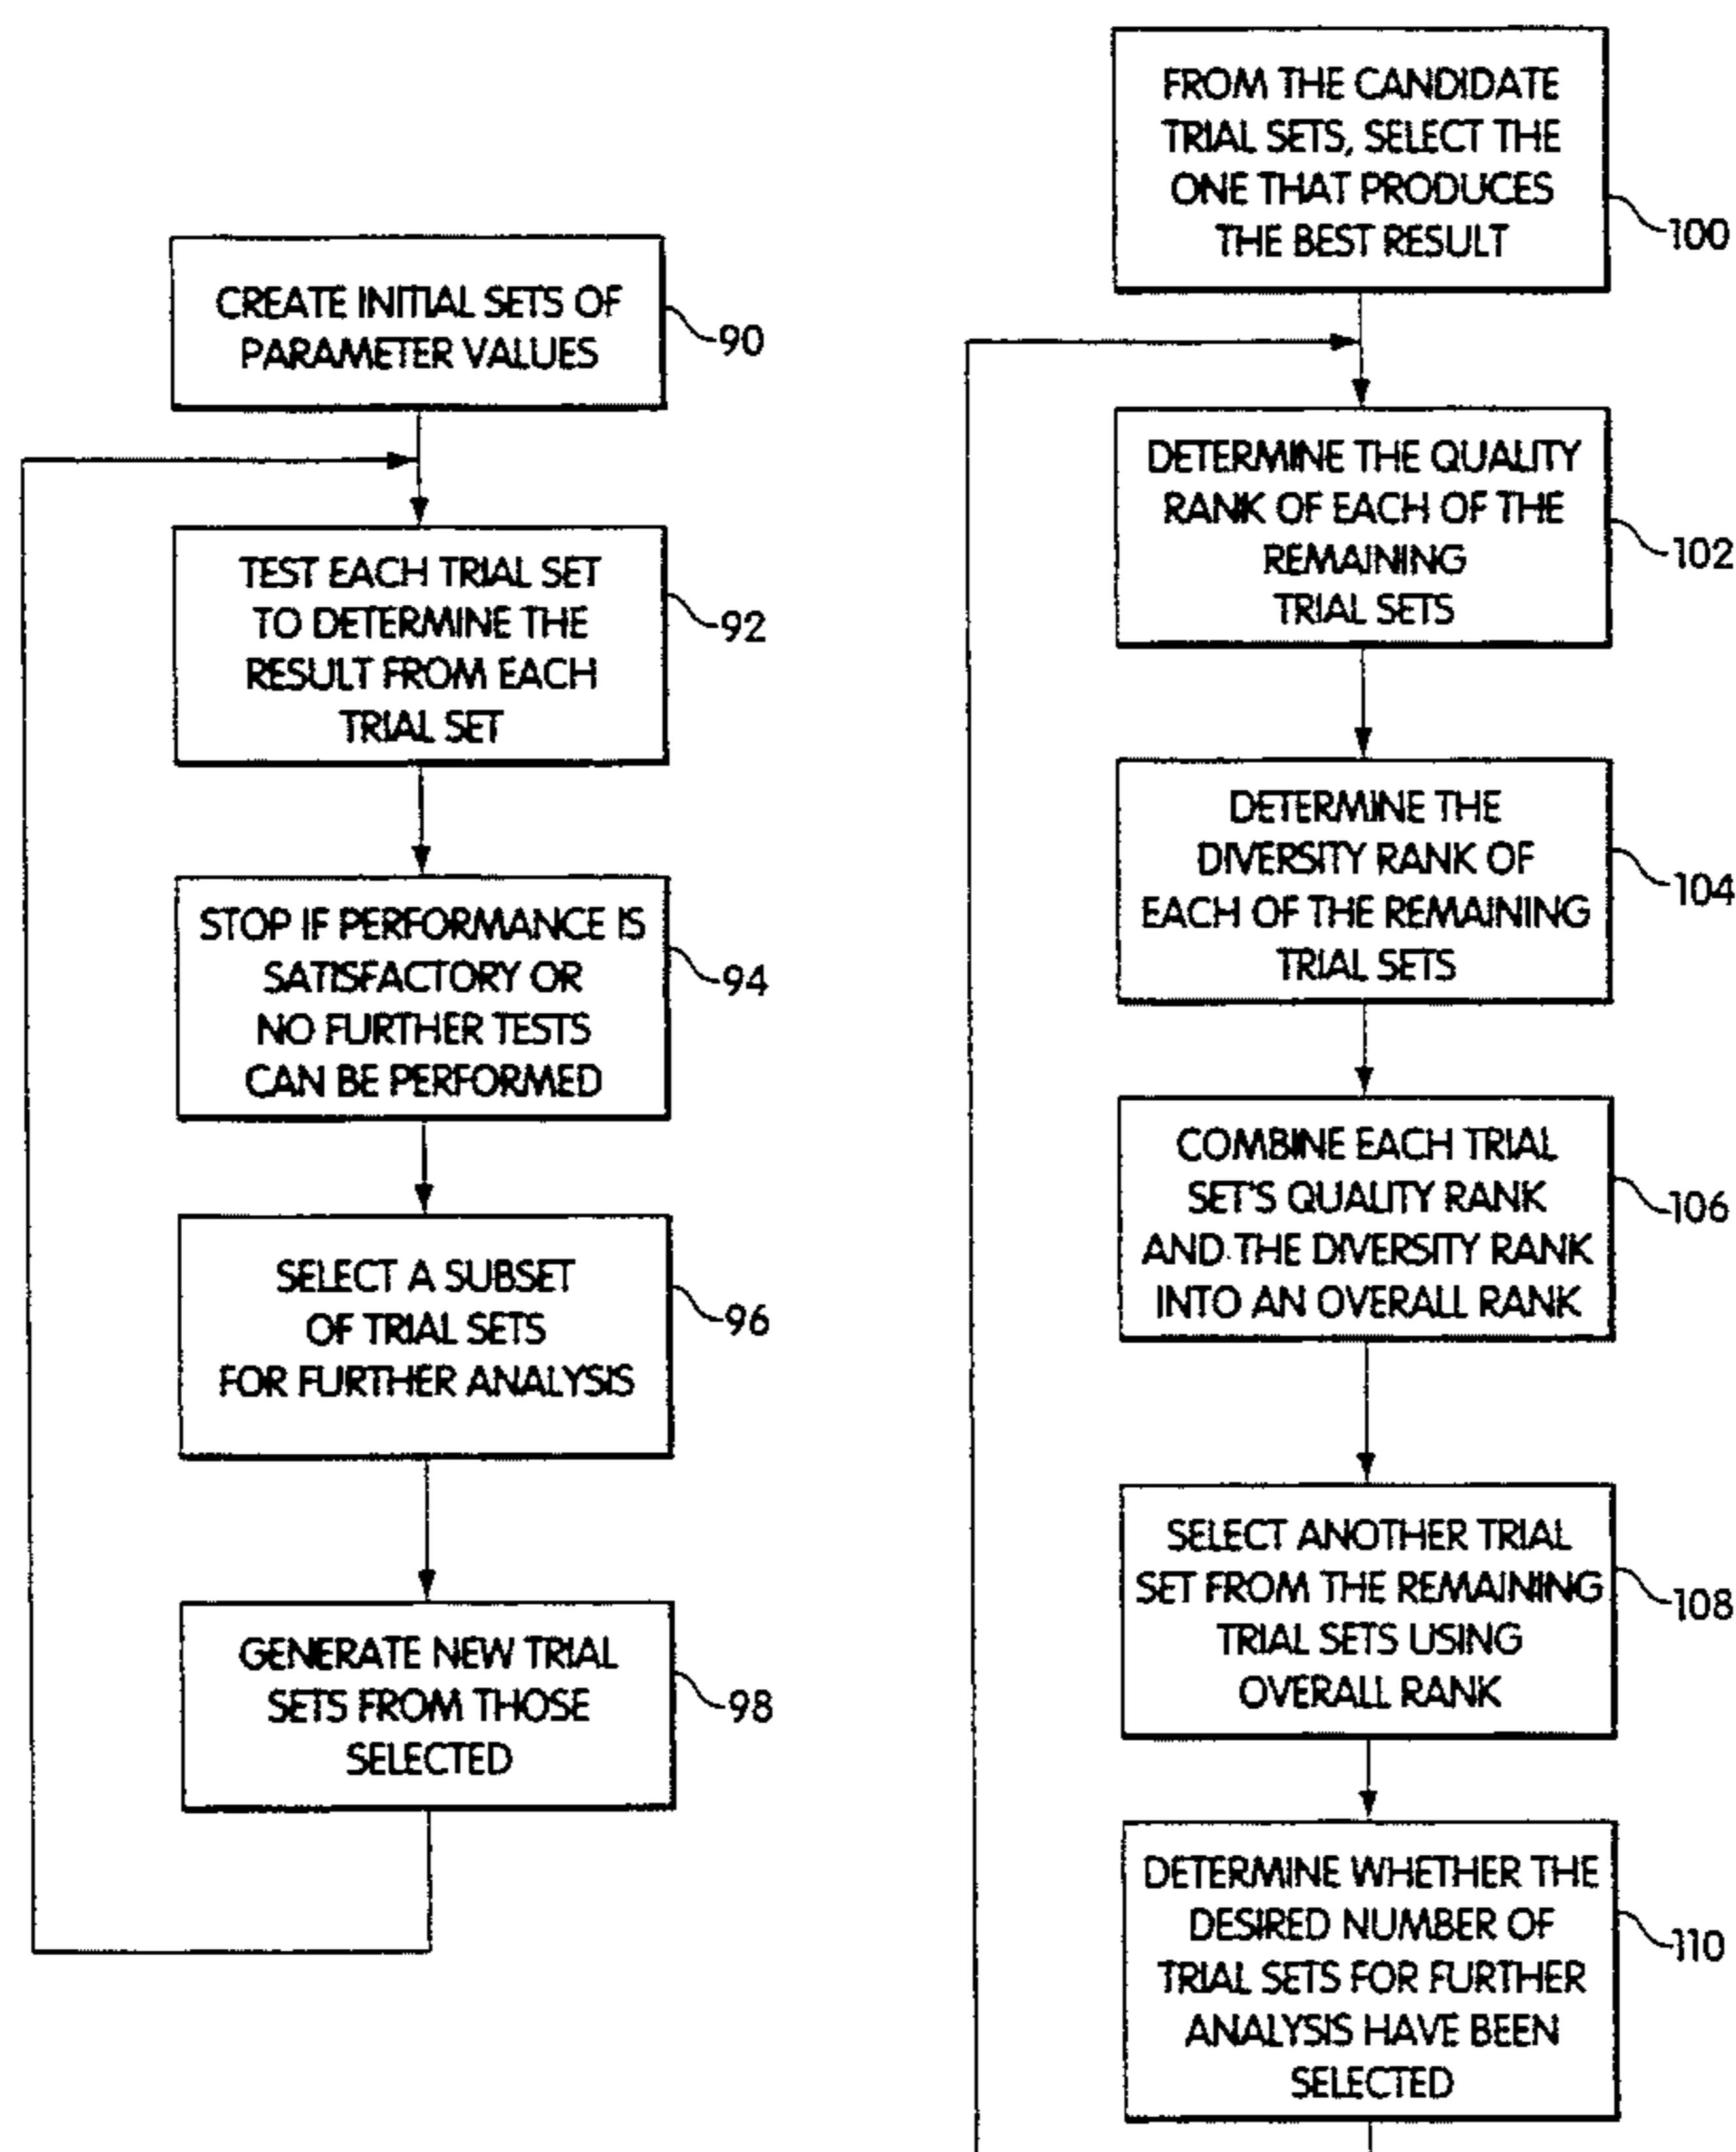 CREATE INITIAL SETS OF
PARAMETER VALUES
90
TEST EACH TRIAL SET
TO DETERMINE THE
RESULT FROM EACH
TRIAL SET
92
STOP IF PERFORMANCE IS
SATISFACTORY OR
NO FURTHER TESTS
CAN BE PERFORMED
94
SELECT A SUBSET
OF TRIAL SETS
FOR FURTHER ANALYSIS
96
GENERATE NEW TRIAL
SETS FROM THOSE
SELECTED
98
FROM THE CANDIDATE
TRIAL SETS, SELECT THE
ONE THAT PRODUCES
THE BEST RESULT
100
DETERMINE THE QUALITY
RANK OF EACH OF THE
REMAINING
TRIAL SETS
102
DETERMINE THE
DIVERSITY RANK OF
EACH OF THE REMAINING
TRIAL SETS
104
COMBINE EACH TRIAL
SET'S QUALITY RANK
AND THE DIVERSITY RANK
INTO AN OVERALL RANK
106
SELECT ANOTHER TRIAL
SET FROM THE REMAINING
TRIAL SETS USING
OVERALL RANK
108
DETERMINE WHETHER THE
DESIRED NUMBER OF
TRIAL SETS FOR FURTHER
ANALYSIS HAVE BEEN
SELECTED
110